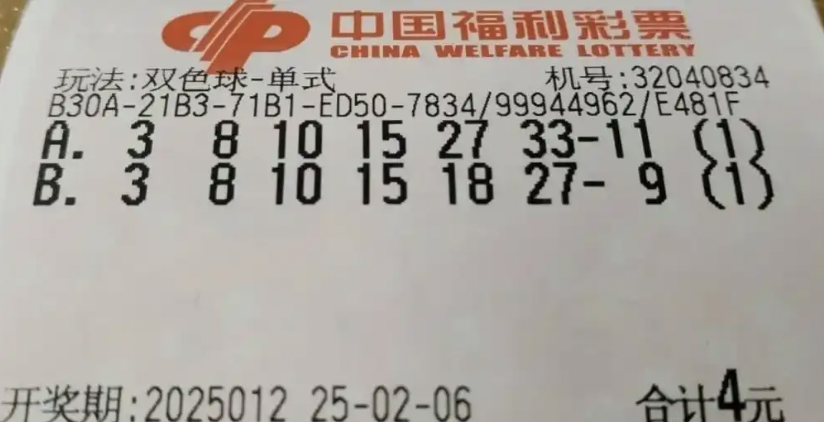 中国福利彩票
CHINA WELFARE LOTTERY
玩法:双色球-单式 机号:32040834
B30A-21B3-71B1-ED50-7834/99944962/E481F
A. 3 8 10 15 27 33-11 (1)
B. 3 8 10 15 18 27- 9 (1)
开奖期:2025012 25-02-06 合计4元